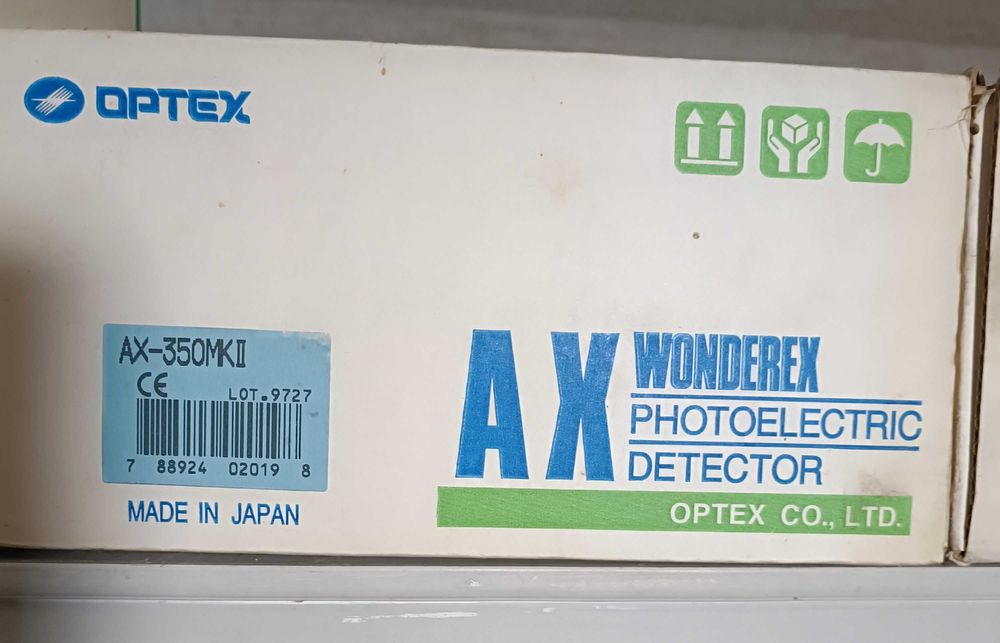 OPTEX
AX-350MKⅡ
CE
LOT.9727
7 88924 02019 8
MADE IN JAPAN
AX
WONDEREX
PHOTOELECTRIC
DETECTOR
OPTEX CO., LTD.